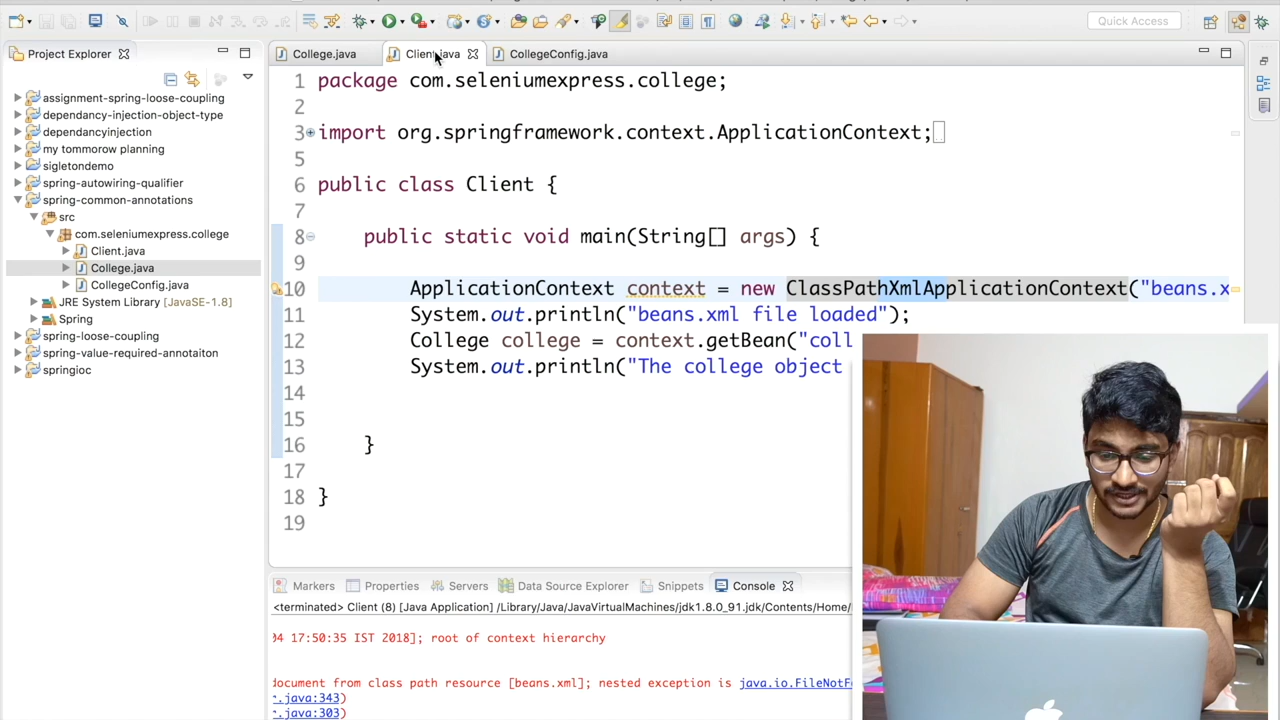 Quick Access
Project Explorer
College.java
Client.java
CollegeConfig.java
assignment-spring-loose-coupling
dependancy-injection-object-type
dependancyinjection
my tommorow planning
sigletondemo
spring-autowiring-qualifier
spring-common-annotations
src
com.seleniumexpress.college
Client.java
College.java
CollegeConfig.java
JRE System Library [JavaSE-1.8]
Spring
spring-loose-coupling
spring-value-required-annotaiton
springioc
1 package com.seleniumexpress.college;
2
3 import org.springframework.context.ApplicationContext;
5
6 public class Client {
7
8 public static void main(String[] args) {
9
10 ApplicationContext context = new ClassPathXmlApplicationContext("beans.x
11 System.out.println("beans.xml file loaded");
12 College college = context.getBean("coll
13 System.out.println("The college object
14
15
16 }
17
18 }
19
Markers
Properties
Servers
Data Source Explorer
Snippets
Console
<terminated> Client (8) [Java Application] /Library/Java/JavaVirtualMachines/jdk1.8.0_91.jdk/Contents/Home/
04 17:50:35 IST 2018]; root of context hierarchy
document from class path resource [beans.xml]; nested exception is java.io.FileNotF
r.java:343)
r.java:303)